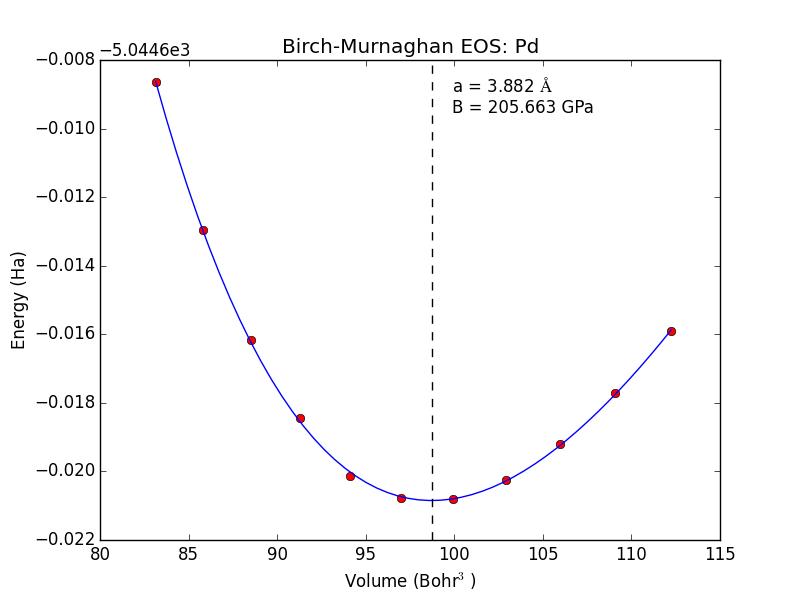 −5.0446e3
Birch-Murnaghan EOS: Pd
−0.008
−0.010
−0.012
−0.014
−0.016
−0.018
−0.020
−0.022
Energy (Ha)
a = 3.882 Å
B = 205.663 GPa
80
85
90
95
100
105
110
115
Volume (Bohr³ )